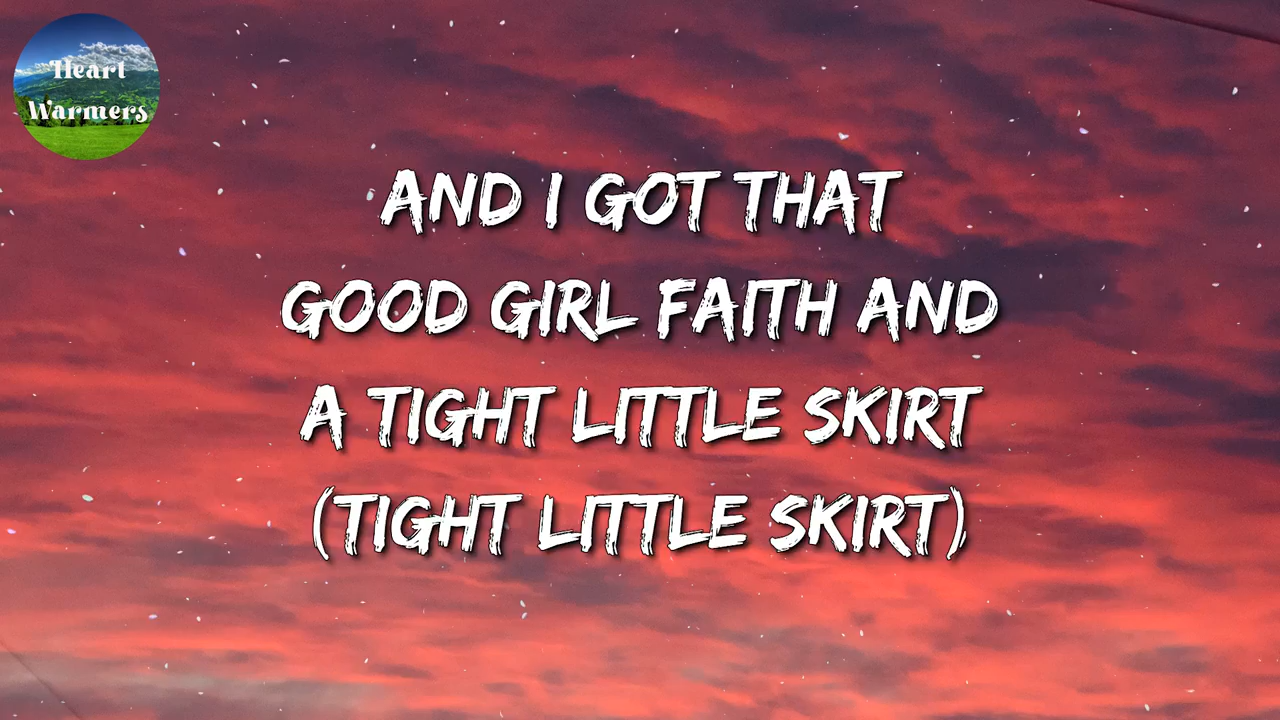 Heart
Warmers
AND I GOT THAT
GOOD GIRL FAITH AND
A TIGHT LITTLE SKIRT
(TIGHT LITTLE SKIRT)